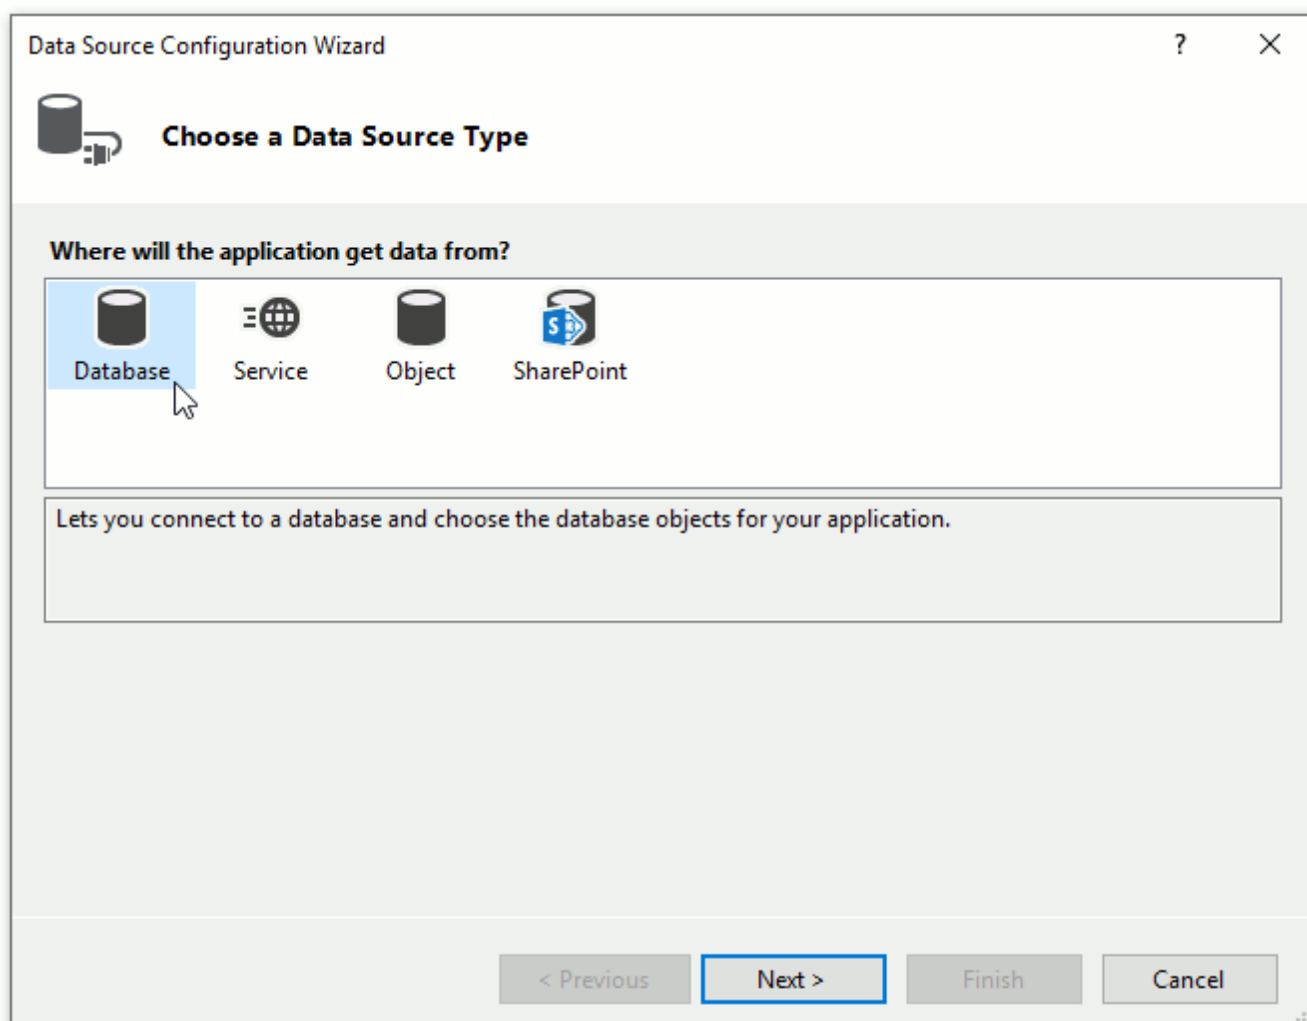 Data Source Configuration Wizard ?
Choose a Data Source Type
Where will the application get data from?
Database Service Object SharePoint
Lets you connect to a database and choose the database objects for your application.
< Previous Next > Finish Cancel